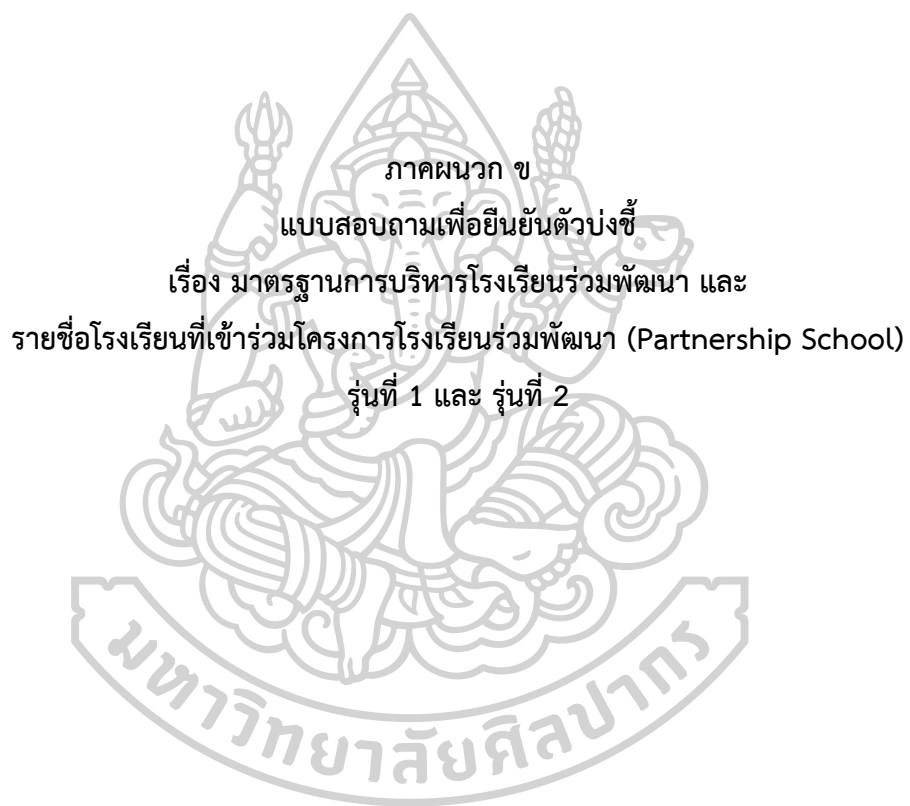 ภาคผนวก ข
แบบสอบถามเพื่อยืนยันตัวบ่งชี้
เรื่อง มาตรฐานการบริหารโรงเรียนร่วมพัฒนา และ
รายชื่อโรงเรียนที่เข้าร่วมโครงการโรงเรียนร่วมพัฒนา (Partnership School)
รุ่นที่ 1 และ รุ่นที่ 2
มหาวิทยาลัยศิลปากร